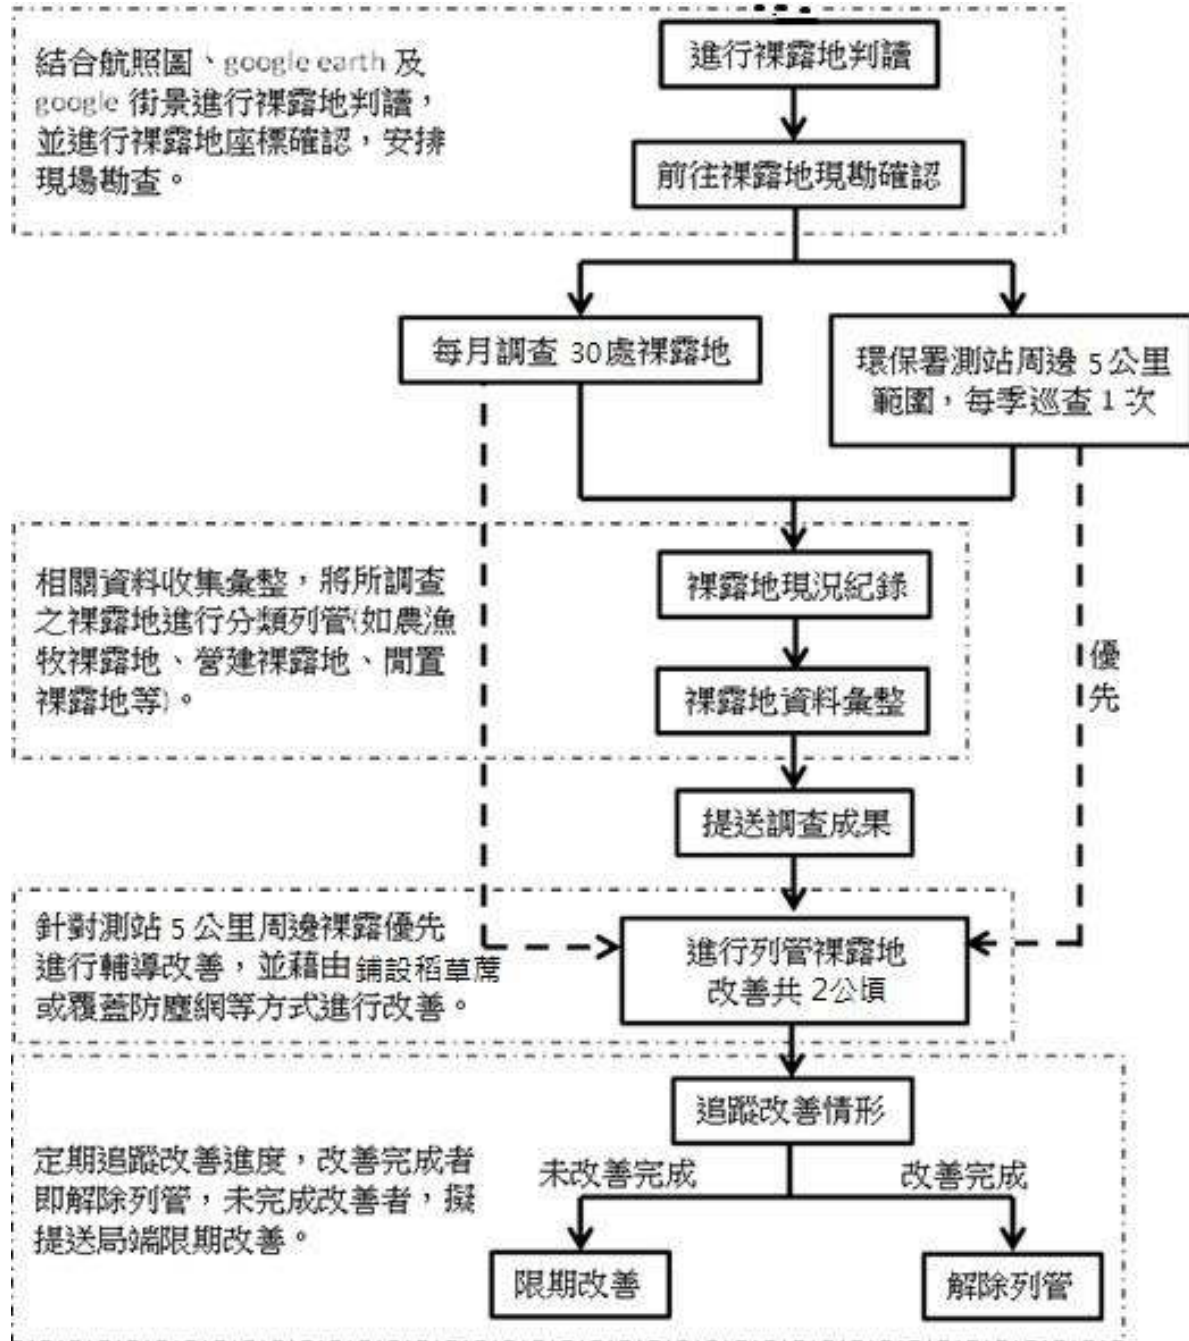 結合航照圖、google earth 及
google 街景進行裸露地判讀，
並進行裸露地座標確認，安排
現場勘查。
進行裸露地判讀
前往裸露地現勘確認
每月調查 30處裸露地
環保署測站周邊 5公里
範圍，每季巡查1 次
相關資料收集彙整，將所調查
之裸露地進行分類列管(如農漁
牧裸露地、營建裸露地、閒置
裸露地等)。
裸露地現況紀錄
裸露地資料彙整
優
先
提送調查成果
針對測站 5 公里周邊裸露優先
進行輔導改善，並藉由鋪設稻草蓆
或覆蓋防塵網等方式進行改善。
進行列管裸露地
改善共 2公頃
追蹤改善情形
定期追蹤改善進度，改善完成者
即解除列管，未完成改善者，擬
提送局端限期改善。
未改善完成
改善完成
限期改善
解除列管